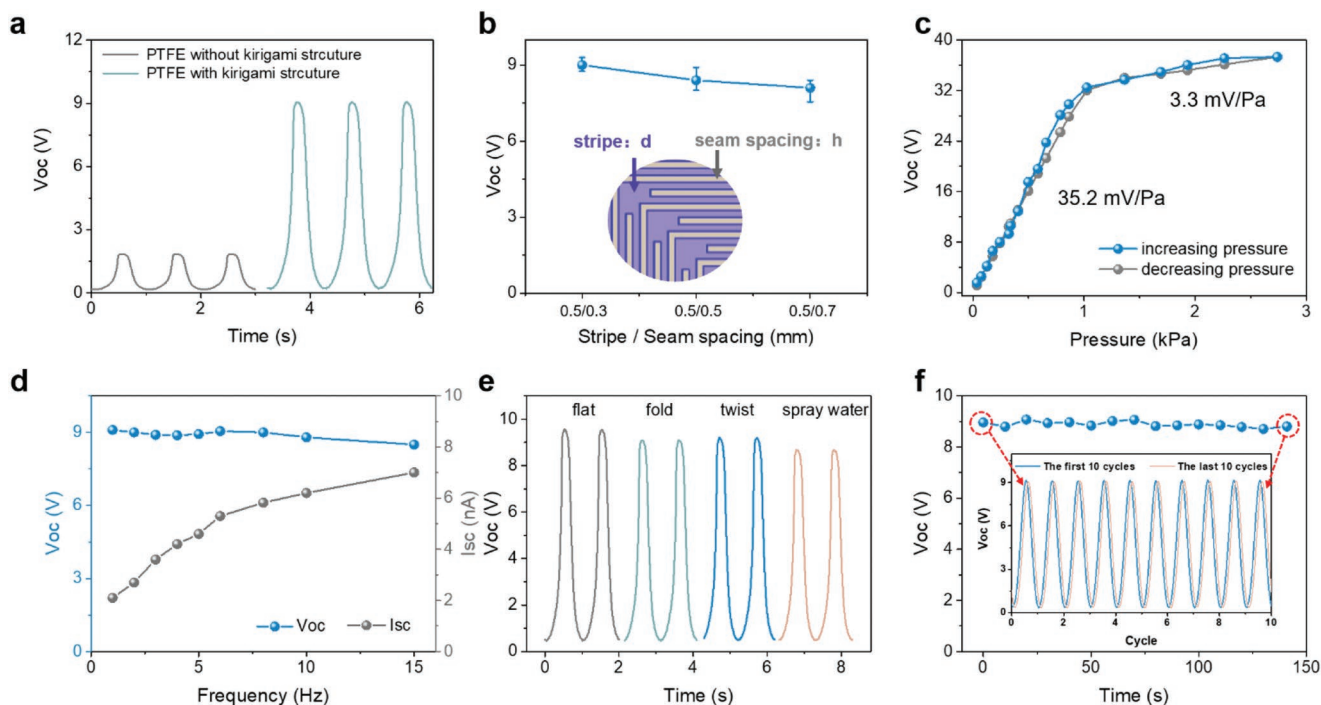 a
12
9
6
3
0
Voc (V)
PTFE without kirigami strcuture
PTFE with kirigami strcuture
0 2 4 6
Time (s)
b
9
6
3
0
Voc (V)
stripe: d
seam spacing: h
0.5/0.3 0.5/0.5 0.5/0.7
Stripe / Seam spacing (mm)
c
40
32
24
16
8
0
Voc (V)
3.3 mV/Pa
35.2 mV/Pa
increasing pressure
decreasing pressure
0 1 2 3
Pressure (kPa)
d
9
6
3
0
Voc (V)
10
8
6
4
2
0
Isc (nA)
Voc Isc
0 5 10 15
Frequency (Hz)
e
10
8
6
4
2
0
Voc (V)
flat fold twist spray water
0 2 4 6 8
Time (s)
f
10
8
6
4
2
0
Voc (V)
The first 10 cycles The last 10 cycles
9
6
3
0
Voc (V)
0 2 4 6 8 10
Cycle
0 50 100 150
Time (s)